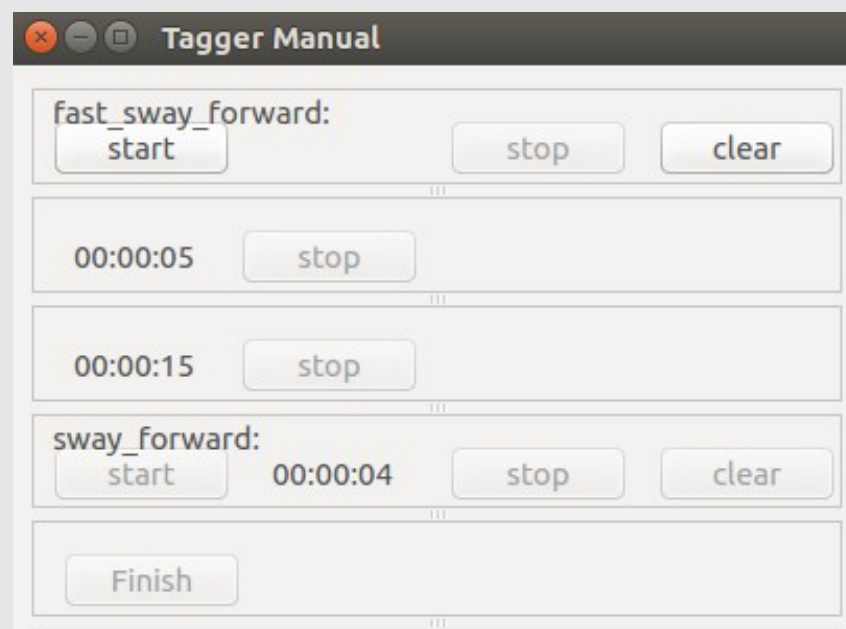 Tagger Manual
fast_sway_forward:
start stop clear
00:00:05 stop
00:00:15 stop
sway_forward:
start 00:00:04 stop clear
Finish